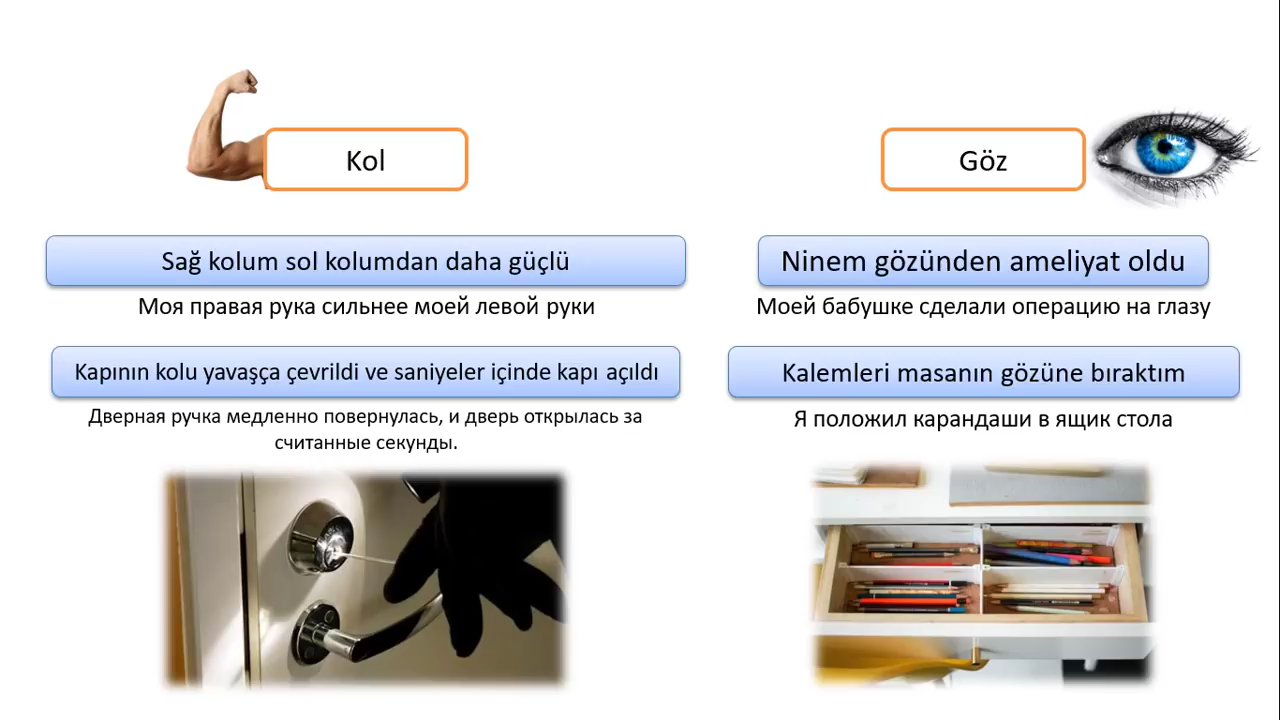 Kol
Sağ kolum sol kolumdan daha güçlü
Моя правая рука сильнее моей левой руки
Kapının kolu yavaşça çevrildi ve saniyeler içinde kapı açıldı
Дверная ручка медленно повернулась, и дверь открылась за
считанные секунды.
Göz
Ninem gözünden ameliyat oldu
Моей бабушке сделали операцию на глазу
Kalemleri masanın gözüne bıraktım
Я положил карандаши в ящик стола